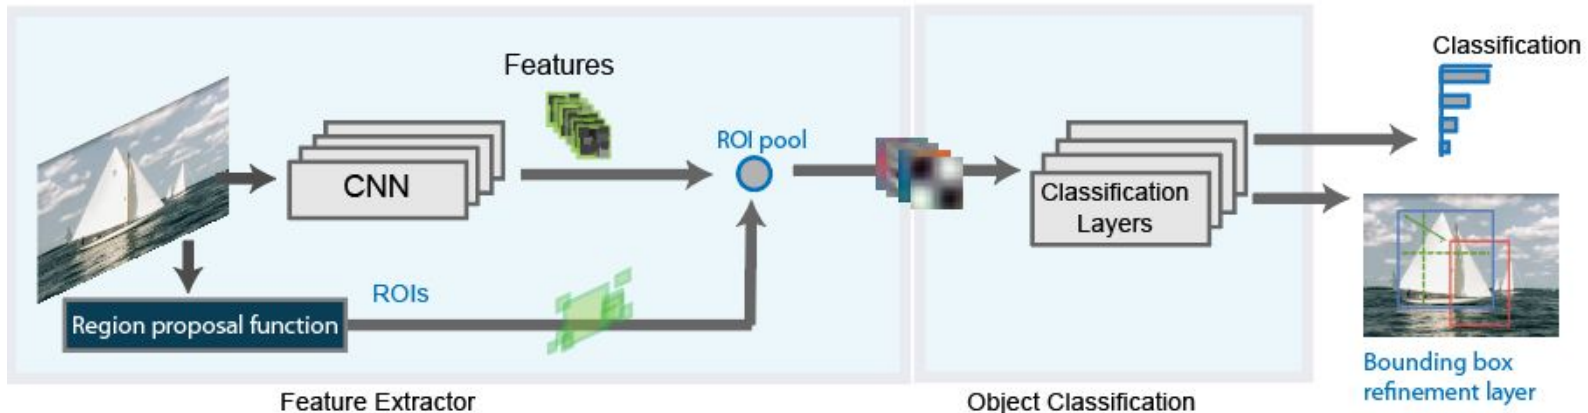 Features
CNN
ROI pool
ROIs
Region proposal function
Feature Extractor
Classification
Layers
Object Classification
Classification
Bounding box
refinement layer